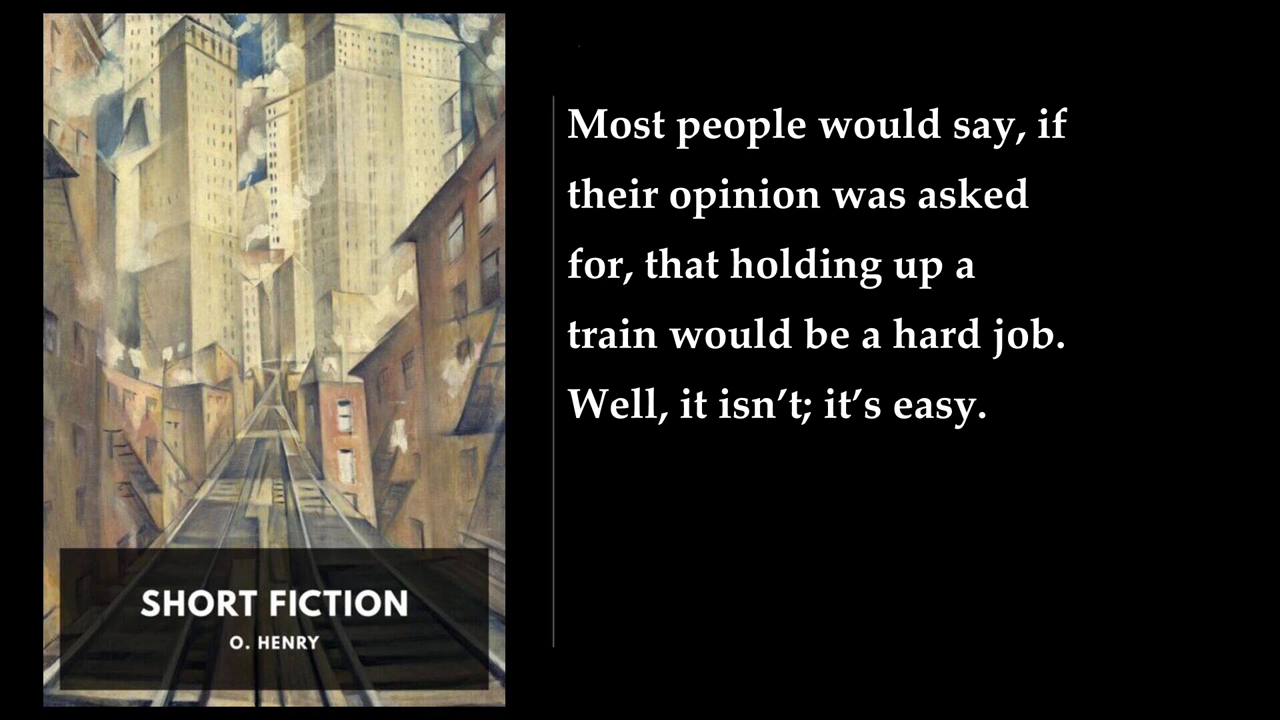 SHORT FICTION
O. HENRY
Most people would say, if
their opinion was asked
for, that holding up a
train would be a hard job.
Well, it isn’t; it’s easy.